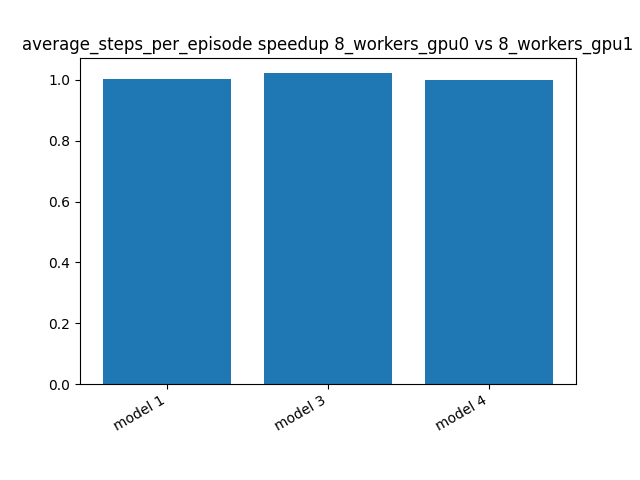 average_steps_per_episode speedup 8_workers_gpu0 vs 8_workers_gpu1
1.0
0.8
0.6
0.4
0.2
0.0
model 1
model 3
model 4